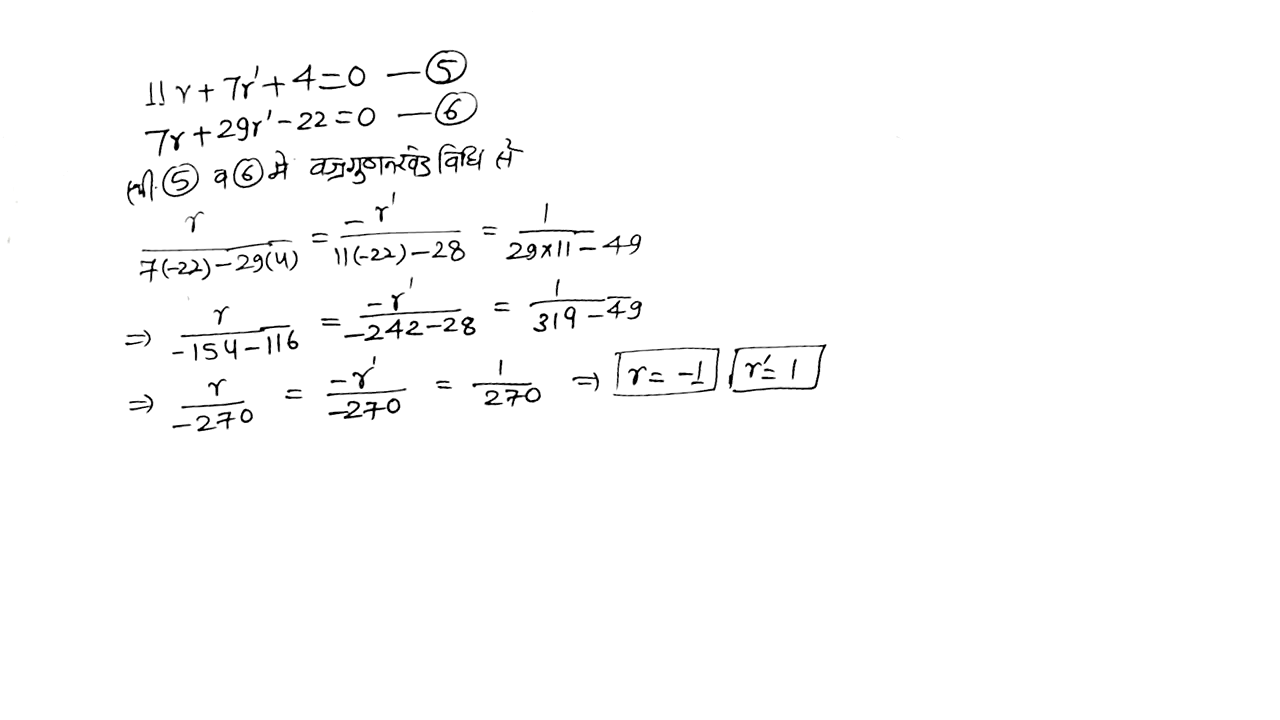 11r + 7r' + 4 = 0 — ⑤
7r + 29r' - 22 = 0 — ⑥
समी. ⑤ व ⑥ मे वज्रगुणनखंड विधि से
r/(7(-22) - 29(4)) = -r'/(11(-22) - 28) = 1/(29×11 - 49)
⇒ r/(-154 - 116) = -r'/(-242 - 28) = 1/(319 - 49)
⇒ r/(-270) = -r'/(-270) = 1/270 ⇒ r = -1 r' = 1